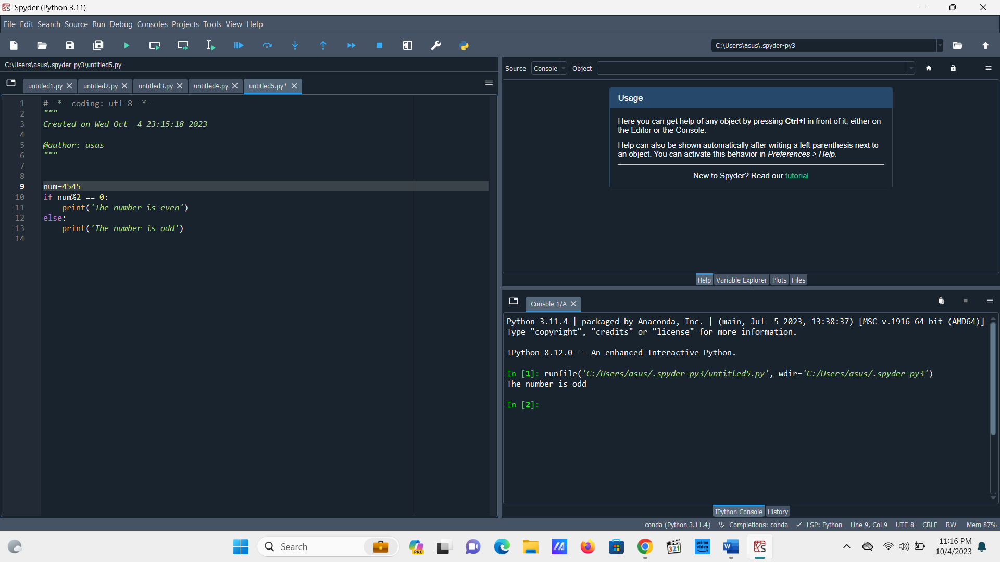 Spyder (Python 3.11)
File Edit Search Source Run Debug Consoles Projects Tools View Help
C:\Users\asus\.spyder-py3
C:\Users\asus\.spyder-py3\untitled5.py
untitled1.py untitled2.py untitled3.py untitled4.py untitled5.py*
1 # -*- coding: utf-8 -*-
2 """
3 Created on Wed Oct  4 23:15:18 2023
4
5 @author: asus
6 """
7
8
9 num=4545
10 if num%2 == 0:
11     print('The number is even')
12 else:
13     print('The number is odd')
14
Source Console Object
Usage
Here you can get help of any object by pressing Ctrl+I in front of it, either on
the Editor or the Console.
Help can also be shown automatically after writing a left parenthesis next to
an object. You can activate this behavior in Preferences > Help.
New to Spyder? Read our tutorial
Help Variable Explorer Plots Files
Console 1/A
Python 3.11.4 | packaged by Anaconda, Inc. | (main, Jul  5 2023, 13:38:37) [MSC v.1916 64 bit (AMD64)]
Type "copyright", "credits" or "license" for more information.
IPython 8.12.0 -- An enhanced Interactive Python.
In [1]: runfile('C:/Users/asus/.spyder-py3/untitled5.py', wdir='C:/Users/asus/.spyder-py3')
The number is odd
In [2]:
IPython Console History
conda (Python 3.11.4) Completions: conda LSP: Python Line 9, Col 9 UTF-8 CRLF RW Mem 87%
Search
PRE
321
prime video
W
11:16 PM
10/4/2023